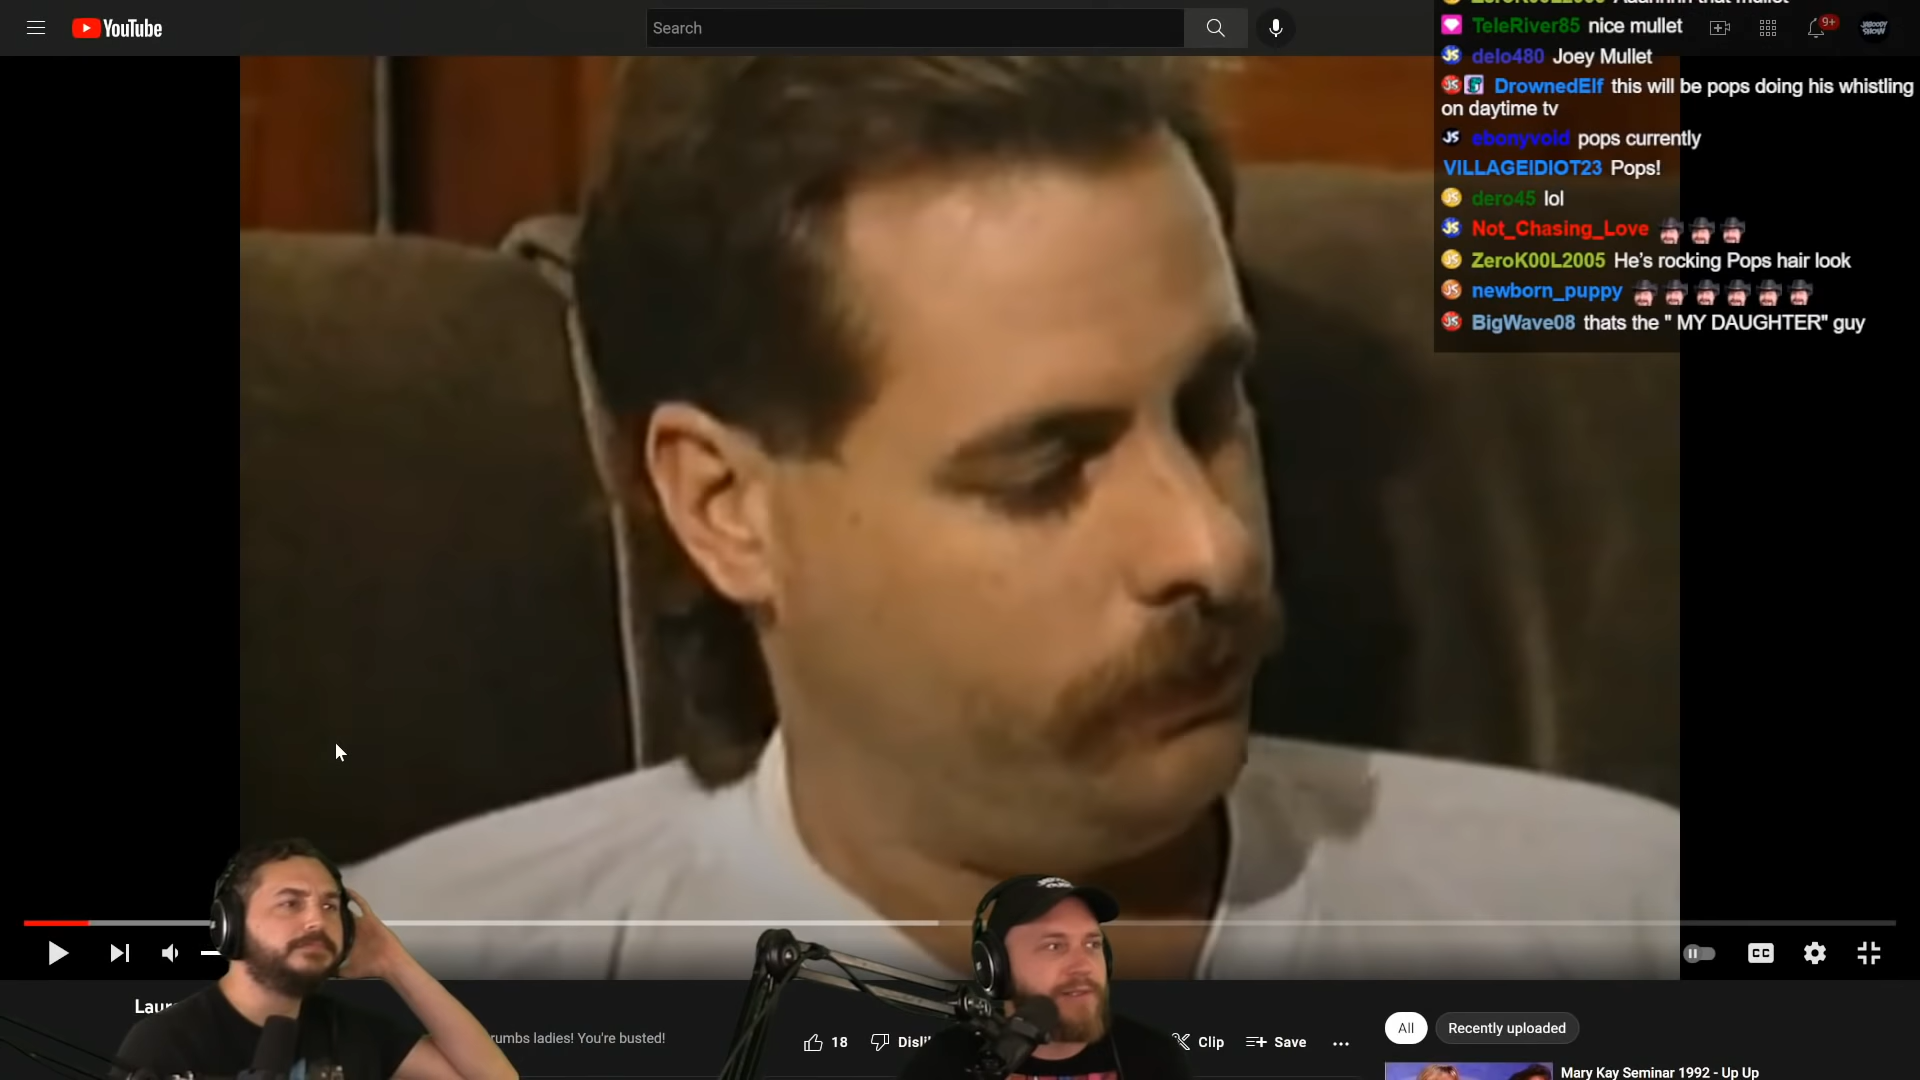 YouTube
Search
9+
TeleRiver85 nice mullet
delo480 Joey Mullet
DrownedElf this will be pops doing his whistling
on daytime tv
ebonyvoid pops currently
VILLAGEIDIOT23 Pops!
dero45 lol
Not_Chasing_Love
ZeroK00L2005 He's rocking Pops hair look
newborn_puppy
BigWave08 thats the " MY DAUGHTER" guy
CC
rumbs ladies! You're busted!
18
Clip
Save
All
Recently uploaded
Mary Kay Seminar 1992 - Up Up